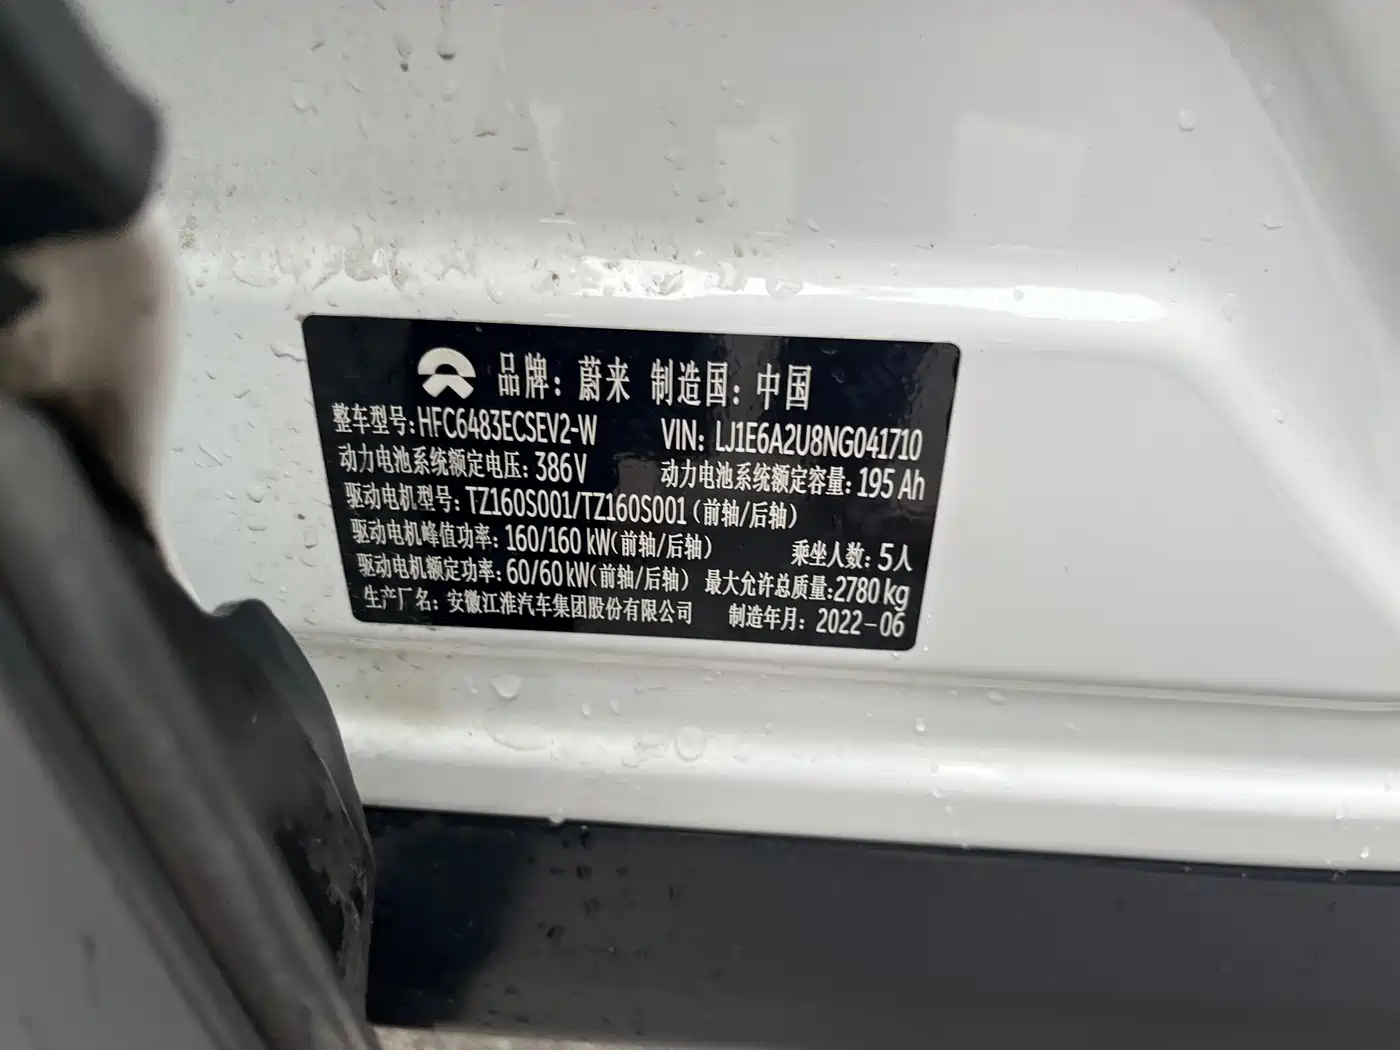 品牌：蔚来 制造国：中国
整车型号：HFC6483ECSEV2-W VIN：LJ1E6A2U8NG041710
动力电池系统额定电压：386V 动力电池系统额定容量：195 Ah
驱动电机型号：TZ160S001/TZ160S001（前轴/后轴）
驱动电机峰值功率：160/160 kW（前轴/后轴） 乘坐人数：5人
驱动电机额定功率：60/60 kW（前轴/后轴） 最大允许总质量：2780 kg
生产厂名：安徽江淮汽车集团股份有限公司 制造年月：2022-06